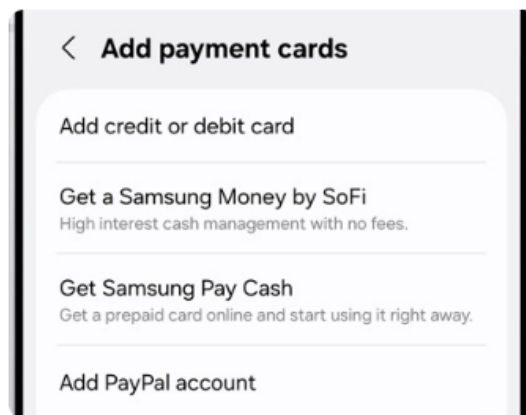 Add payment cards
Add credit or debit card
Get a Samsung Money by SoFi
High interest cash management with no fees.
Get Samsung Pay Cash
Get a prepaid card online and start using it right away.
Add PayPal account